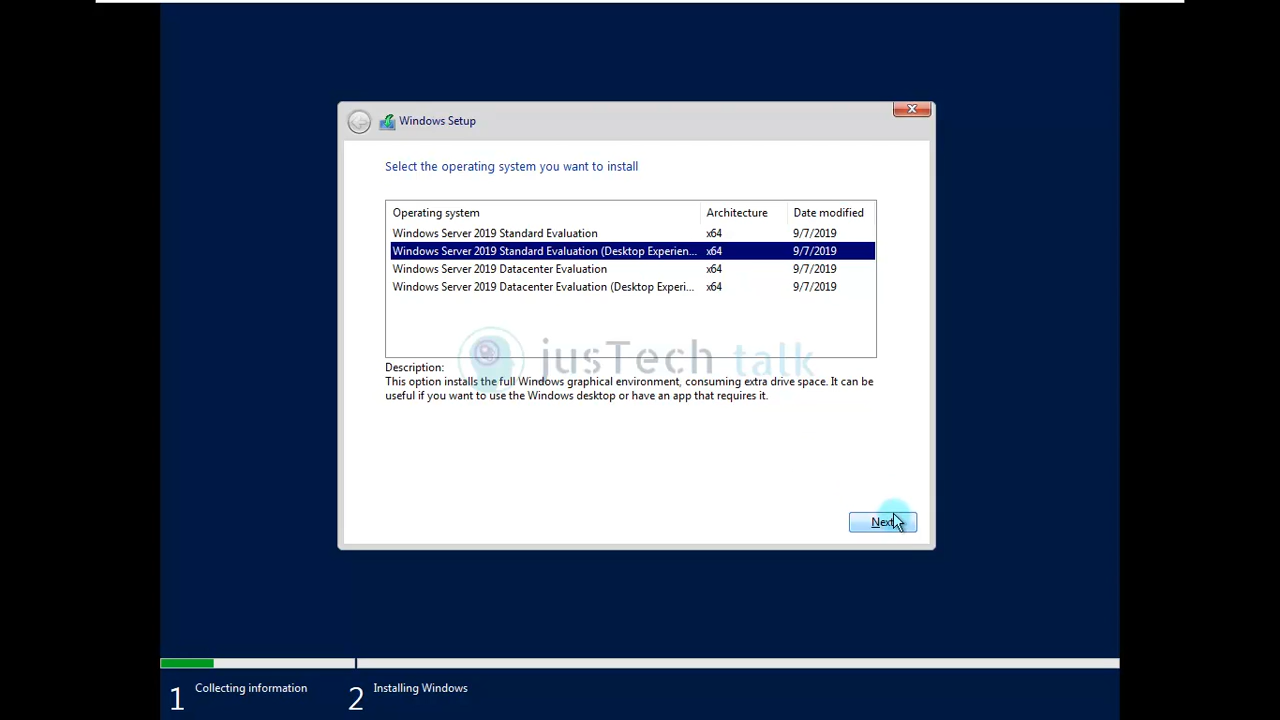 Windows Setup
Select the operating system you want to install
Operating system Architecture Date modified
Windows Server 2019 Standard Evaluation x64 9/7/2019
Windows Server 2019 Standard Evaluation (Desktop Experien... x64 9/7/2019
Windows Server 2019 Datacenter Evaluation x64 9/7/2019
Windows Server 2019 Datacenter Evaluation (Desktop Experi... x64 9/7/2019
jusTech talk
Description:
This option installs the full Windows graphical environment, consuming extra drive space. It can be
useful if you want to use the Windows desktop or have an app that requires it.
Next
1 Collecting information 2 Installing Windows